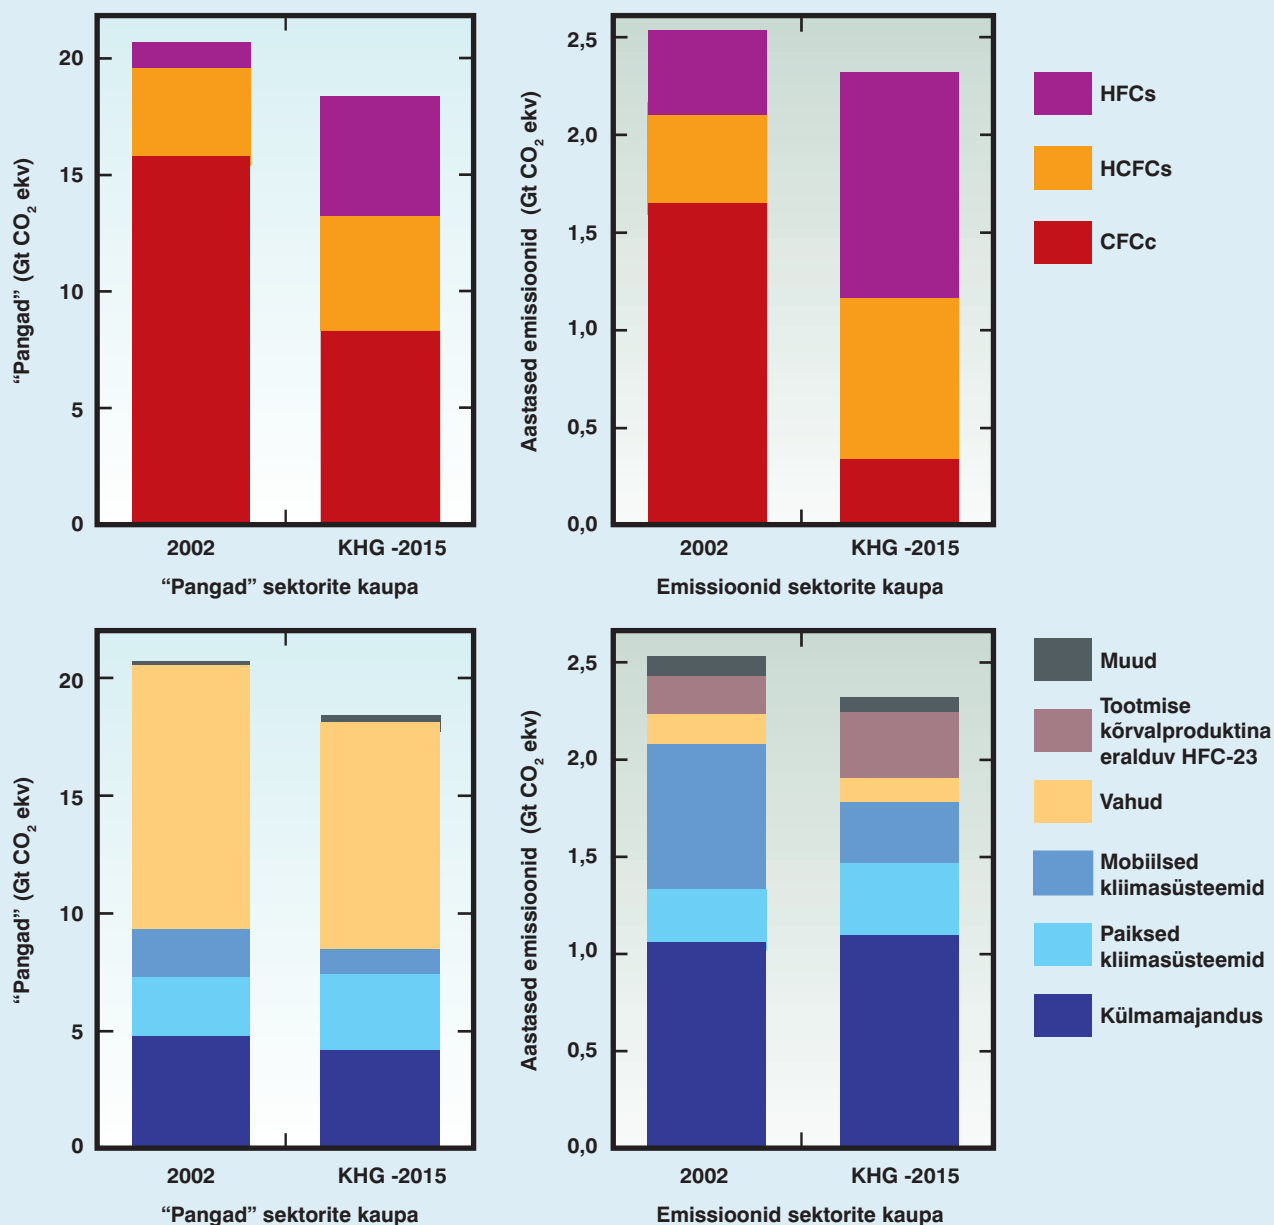 “Pangad” (Gt CO₂ ekv)
20
15
10
5
0
2002
KHG -2015
“Pangad” sektorite kaupa
Aastased emissioonid (Gt CO₂ ekv)
2,5
2,0
1,5
1,0
0,5
0,0
2002
KHG -2015
Emissioonid sektorite kaupa
HFCs
HCFCs
CFCc
“Pangad” (Gt CO₂ ekv)
20
15
10
5
0
2002
KHG -2015
“Pangad” sektorite kaupa
Aastased emissioonid (Gt CO₂ ekv)
2,5
2,0
1,5
1,0
0,5
0,0
2002
KHG -2015
Emissioonid sektorite kaupa
Muud
Tootmise
kõrvalproduktina
eralduv HFC-23
Vahud
Mobiilsed
kliimasüsteemid
Paiksed
kliimasüsteemid
Külmamajandus